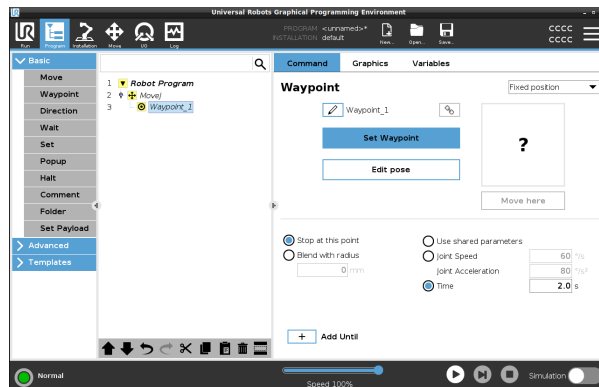 Universal Robots Graphical Programming Environment
UR
Run
Program
Installation
Move
I/O
Log
PROGRAM <unnamed>*
INSTALLATION default
New...
Open...
Save...
CCCC
CCCC
Basic
Move
Waypoint
Direction
Wait
Set
Popup
Halt
Comment
Folder
Set Payload
Advanced
Templates
1 Robot Program
2 MoveJ
3 Waypoint_1
Command Graphics Variables
Waypoint
Fixed position
Waypoint_1
Set Waypoint
Edit pose
?
Move here
Stop at this point
Blend with radius
0 mm
Use shared parameters
Joint Speed 60 °/s
Joint Acceleration 80 °/s²
Time 2.0 s
+ Add Until
Normal
Speed 100%
Simulation